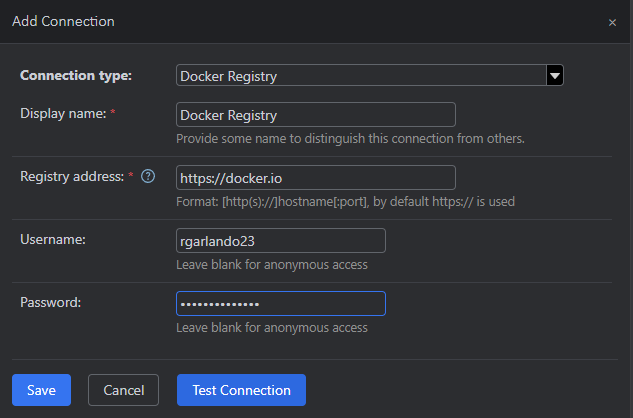 Add Connection ×
Connection type: Docker Registry
Display name: * Docker Registry
Provide some name to distinguish this connection from others.
Registry address: * ? https://docker.io
Format: [http(s)://]hostname[:port], by default https:// is used
Username: rgarlando23
Leave blank for anonymous access
Password: ••••••••••••••
Leave blank for anonymous access
Save Cancel Test Connection